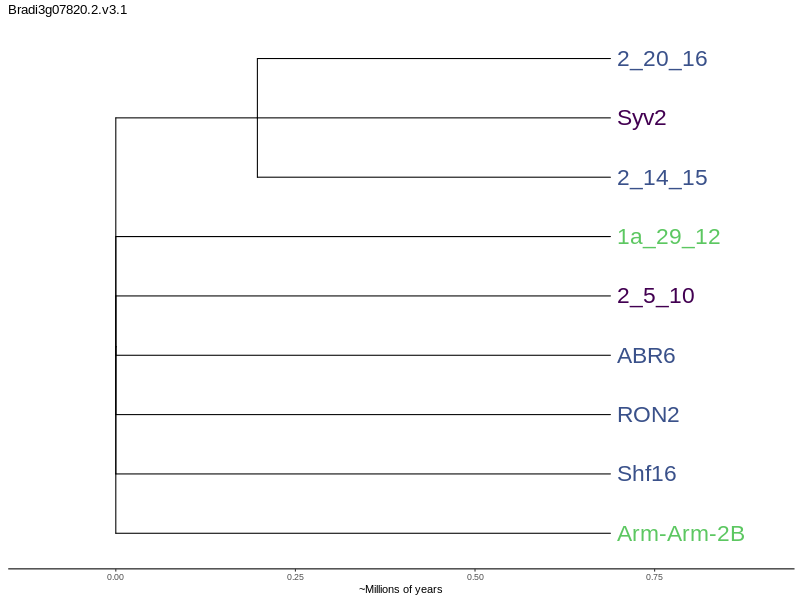 Bradi3g07820.2.v3.1
2_20_16
Syv2
2_14_15
1a_29_12
2_5_10
ABR6
RON2
Shf16
Arm-Arm-2B
0.00 0.25 0.50 0.75
~Millions of years